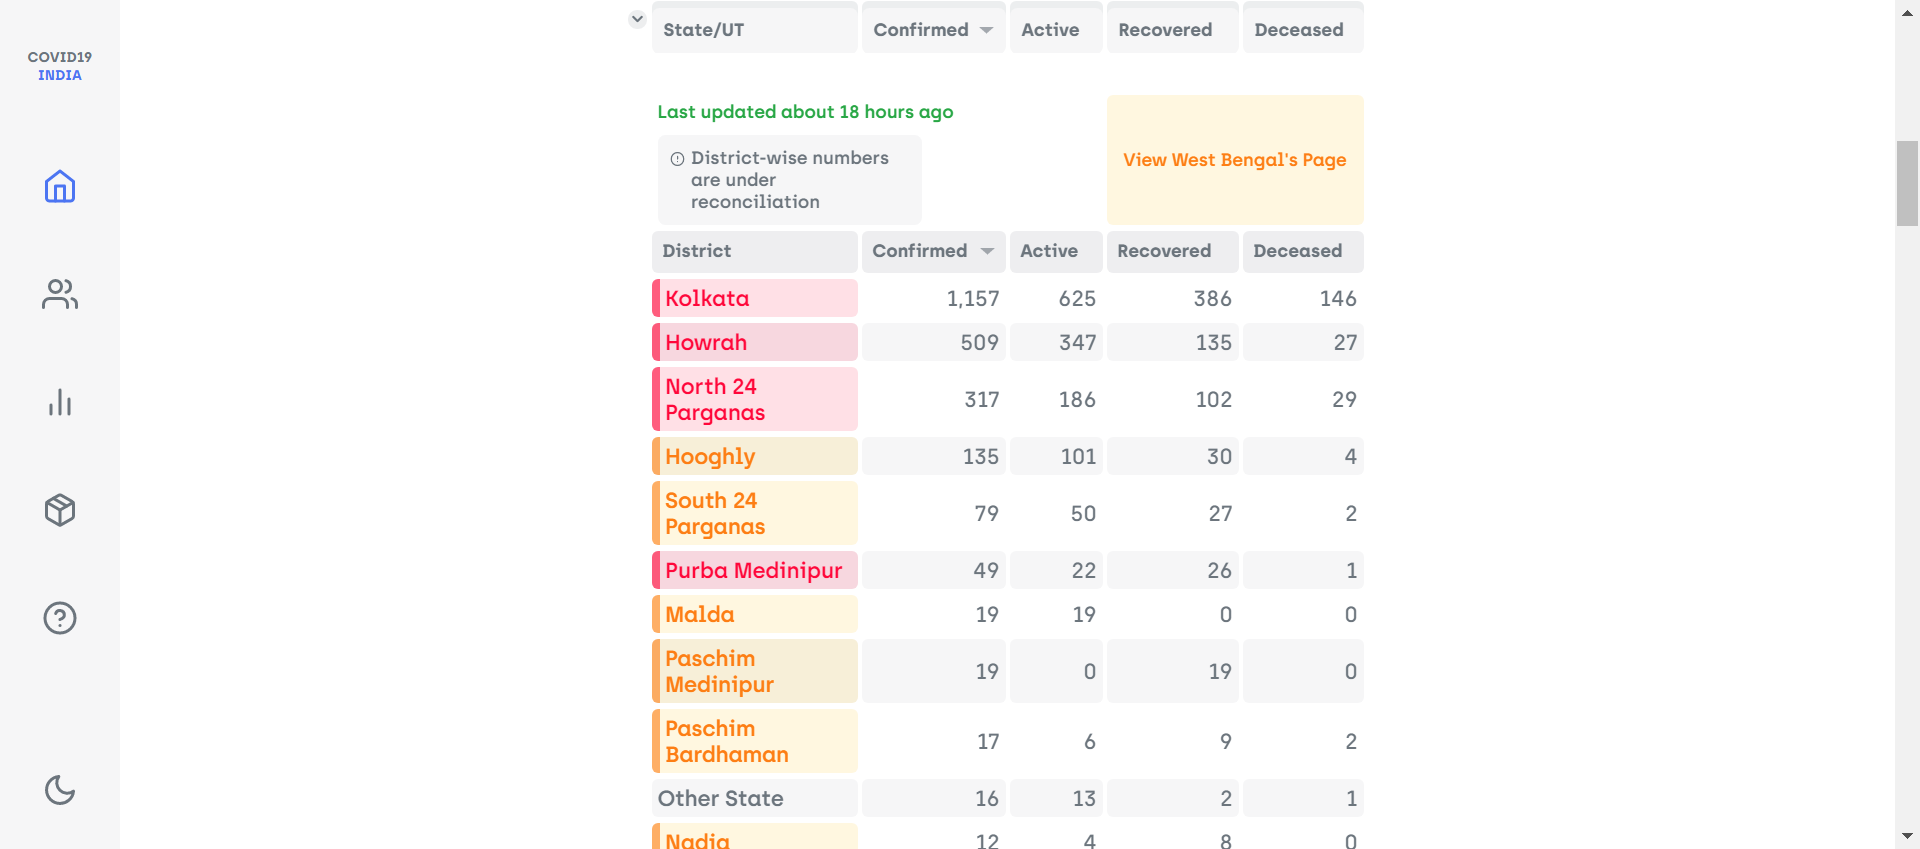 COVID19
INDIA
State/UT Confirmed Active Recovered Deceased
Last updated about 18 hours ago
District-wise numbers
are under
reconciliation
View West Bengal's Page
District Confirmed Active Recovered Deceased
Kolkata 1,157 625 386 146
Howrah 509 347 135 27
North 24
Parganas 317 186 102 29
Hooghly 135 101 30 4
South 24
Parganas 79 50 27 2
Purba Medinipur 49 22 26 1
Malda 19 19 0 0
Paschim
Medinipur 19 0 19 0
Paschim
Bardhaman 17 6 9 2
Other State 16 13 2 1
Nadia 12 4 8 0